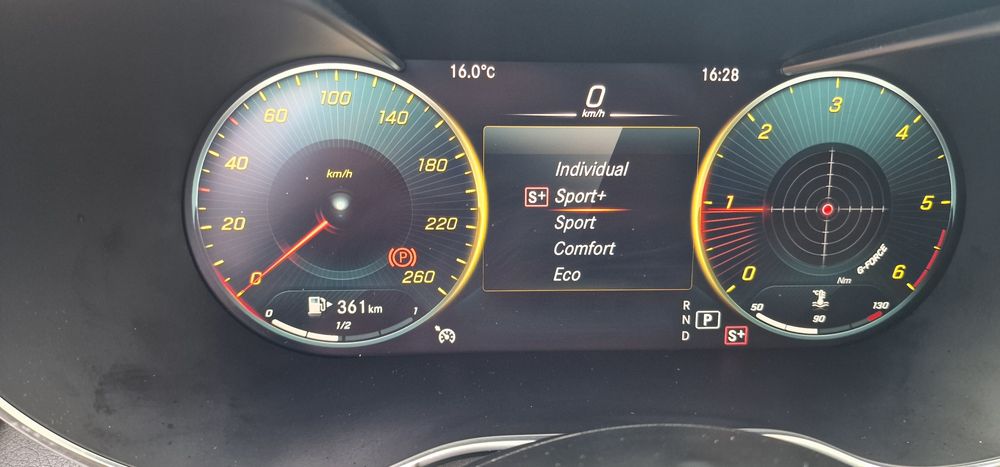 16.0°c
16:28
0
km/h
0
20
40
60
100
140
180
220
260
km/h
P
361 km
0
1/2
1
Individual
S+ Sport+
Sport
Comfort
Eco
R
N P
D S+
0
1
2
3
4
5
6
G-FORCE
Nm
50
°C
90
130